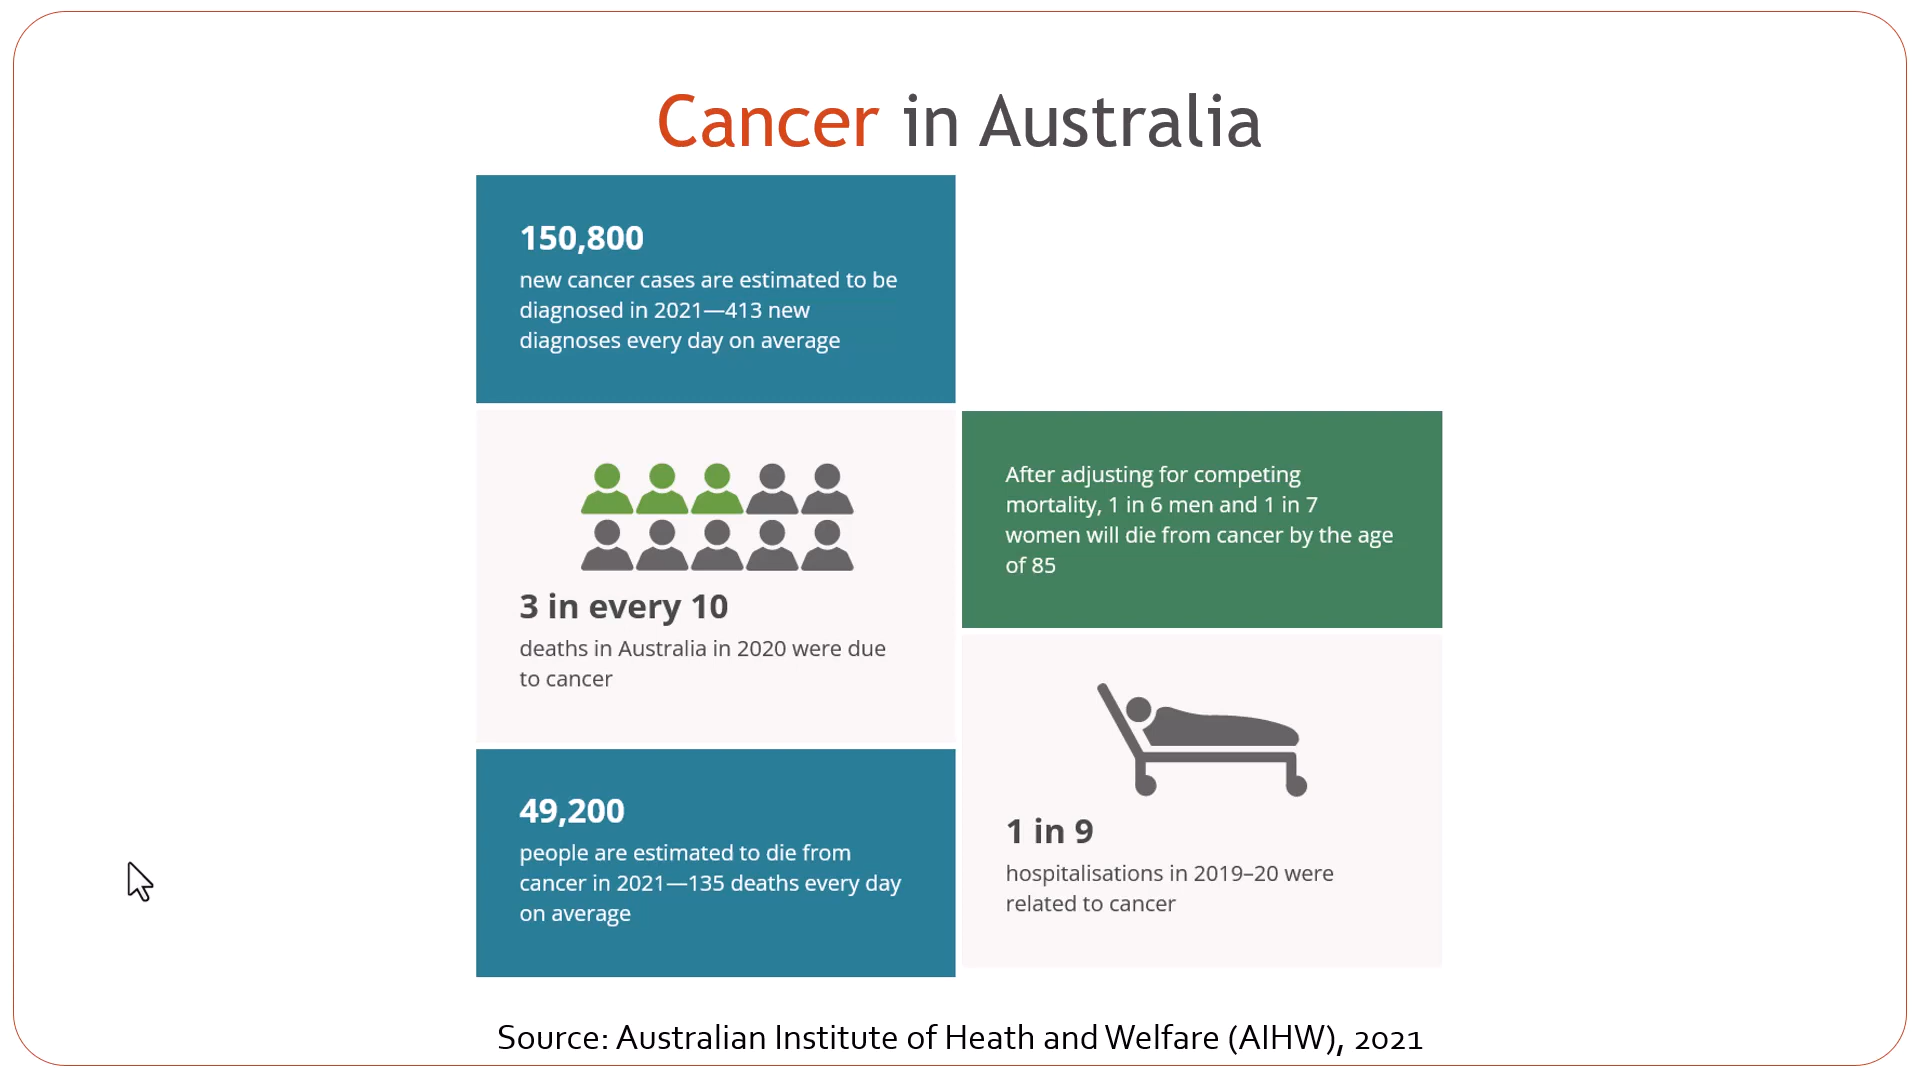 Cancer in Australia
150,800
new cancer cases are estimated to be
diagnosed in 2021—413 new
diagnoses every day on average
3 in every 10
deaths in Australia in 2020 were due
to cancer
49,200
people are estimated to die from
cancer in 2021—135 deaths every day
on average
After adjusting for competing
mortality, 1 in 6 men and 1 in 7
women will die from cancer by the age
of 85
1 in 9
hospitalisations in 2019–20 were
related to cancer
Source: Australian Institute of Heath and Welfare (AIHW), 2021